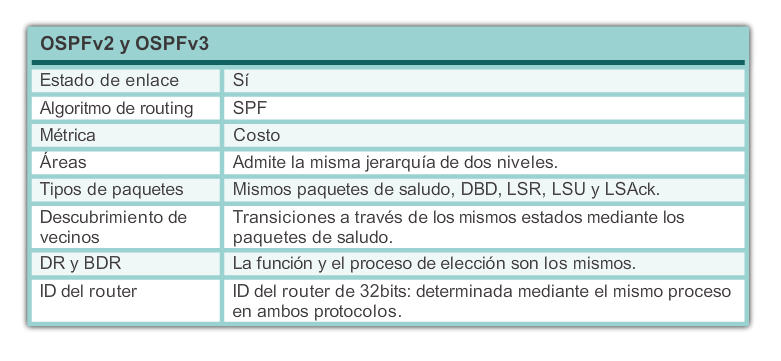 OSPFv2 y OSPFv3
Estado de enlace Sí
Algoritmo de routing SPF
Métrica Costo
Áreas Admite la misma jerarquía de dos niveles.
Tipos de paquetes Mismos paquetes de saludo, DBD, LSR, LSU y LSAck.
Descubrimiento de vecinos Transiciones a través de los mismos estados mediante los
paquetes de saludo.
DR y BDR La función y el proceso de elección son los mismos.
ID del router ID del router de 32bits: determinada mediante el mismo proceso
en ambos protocolos.